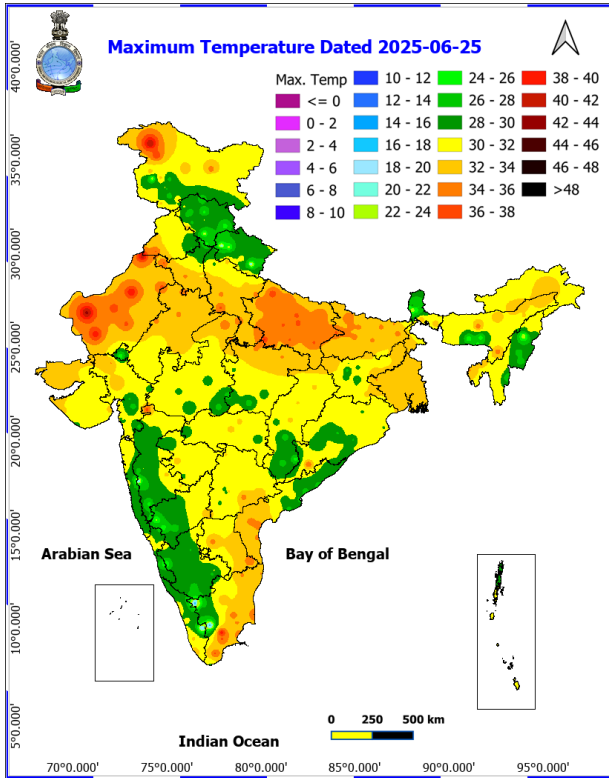 Maximum Temperature Dated 2025-06-25
Max. Temp
<= 0
0 - 2
2 - 4
4 - 6
6 - 8
8 - 10
10 - 12
12 - 14
14 - 16
16 - 18
18 - 20
20 - 22
22 - 24
24 - 26
26 - 28
28 - 30
30 - 32
32 - 34
34 - 36
36 - 38
38 - 40
40 - 42
42 - 44
44 - 46
46 - 48
>48
40°0.000'
35°0.000'
30°0.000'
25°0.000'
20°0.000'
15°0.000'
10°0.000'
5°0.000'
Arabian Sea
Bay of Bengal
Indian Ocean
0 250 500 km
70°0.000' 75°0.000' 80°0.000' 85°0.000' 90°0.000' 95°0.000'